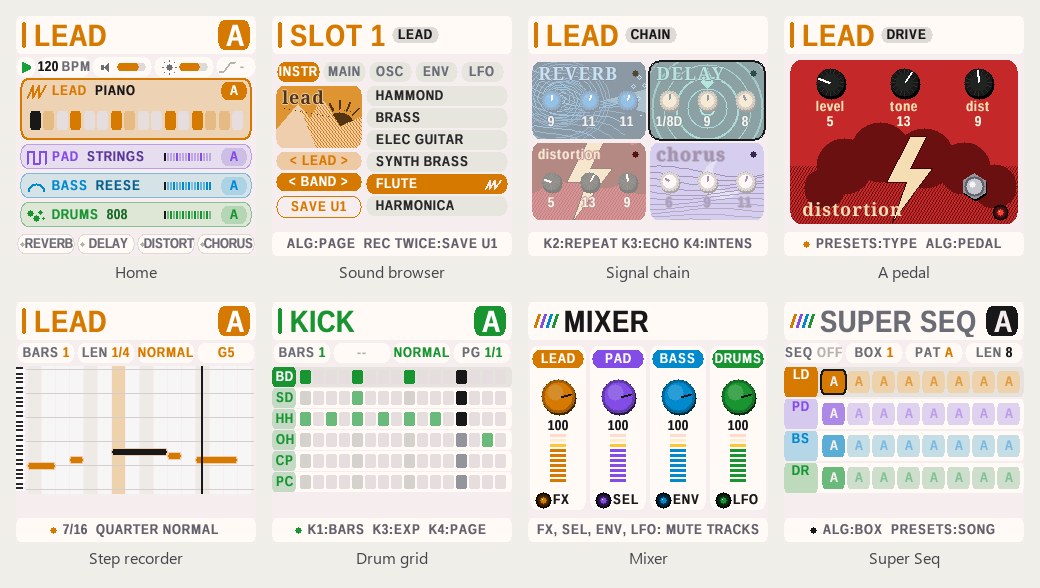 LEAD A
120 BPM -
LEAD PIANO A
PAD STRINGS A
BASS REESE A
DRUMS 808 A
REVERB DELAY DISTORT CHORUS
Home
SLOT 1 LEAD
INSTR MAIN OSC ENV LFO
lead
HAMMOND
BRASS
ELEC GUITAR
< LEAD > SYNTH BRASS
< BAND > FLUTE
SAVE U1 HARMONICA
ALG:PAGE REC TWICE:SAVE U1
Sound browser
LEAD CHAIN
REVERB DELAY
9 11 11 1/8D 9 8
distortion chorus
5 13 9 6 9 11
K2:REPEAT K3:ECHO K4:INTENS
Signal chain
LEAD DRIVE
level tone dist
5 13 9
distortion
PRESETS:TYPE ALG:PEDAL
A pedal
LEAD A
BARS 1 LEN 1/4 NORMAL G5
7/16 QUARTER NORMAL
Step recorder
KICK A
BARS 1 -- NORMAL PG 1/1
BD
SD
HH
OH
CP
PC
K1:BARS K3:EXP K4:PAGE
Drum grid
MIXER
LEAD PAD BASS DRUMS
100 100 100 100
FX SEL ENV LFO
FX, SEL, ENV, LFO: MUTE TRACKS
Mixer
SUPER SEQ A
SEQ OFF BOX 1 PAT A LEN 8
LD A A A A A A A A
PD A A A A A A A A
BS A A A A A A A A
DR A A A A A A A A
ALG:BOX PRESETS:SONG
Super Seq